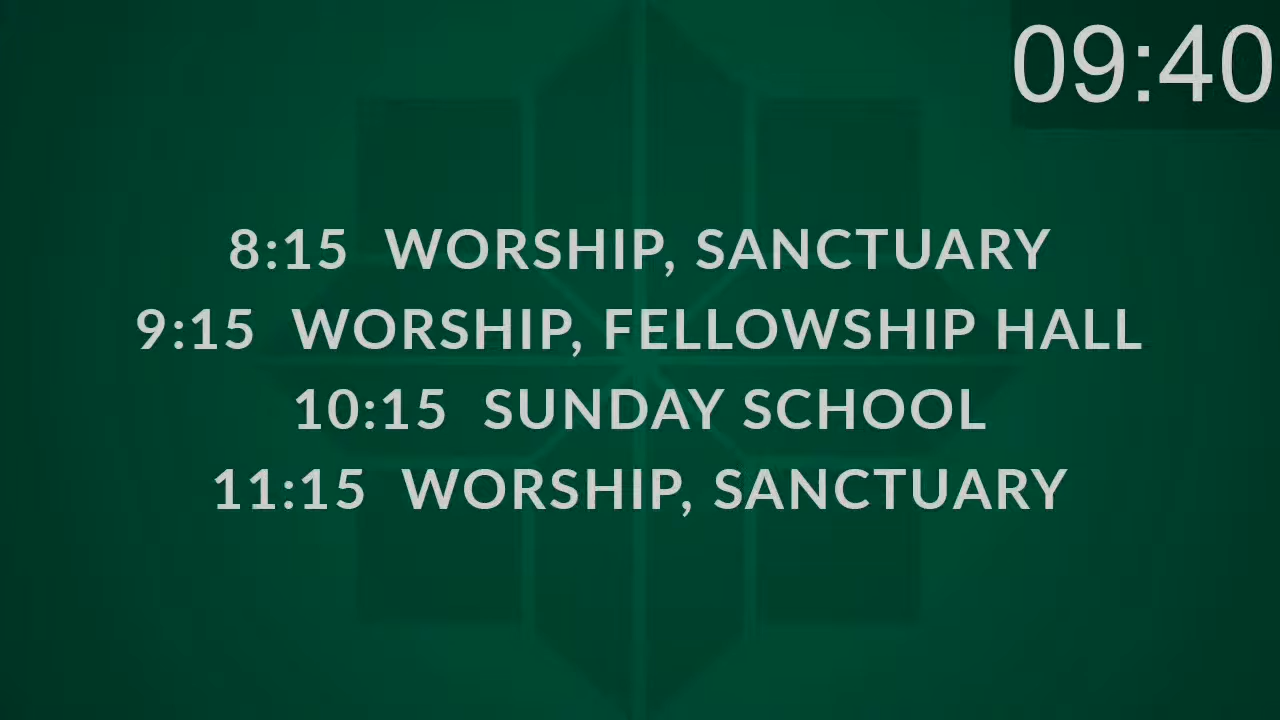 09:40
8:15 WORSHIP, SANCTUARY
9:15 WORSHIP, FELLOWSHIP HALL
10:15 SUNDAY SCHOOL
11:15 WORSHIP, SANCTUARY